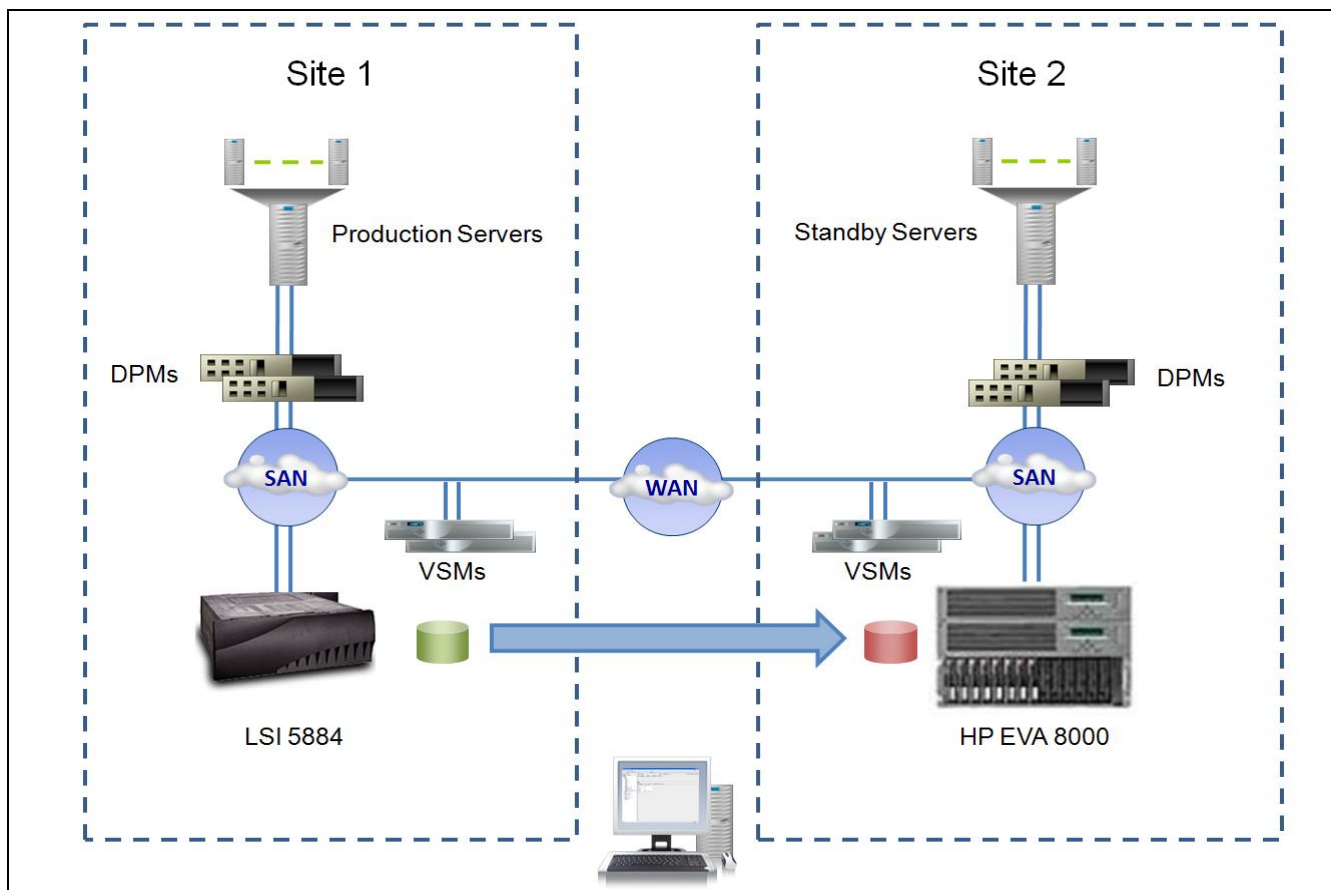 Site 1
Site 2
Production Servers
Standby Servers
DPMs
DPMs
SAN
WAN
SAN
VSMs
VSMs
LSI 5884
HP EVA 8000